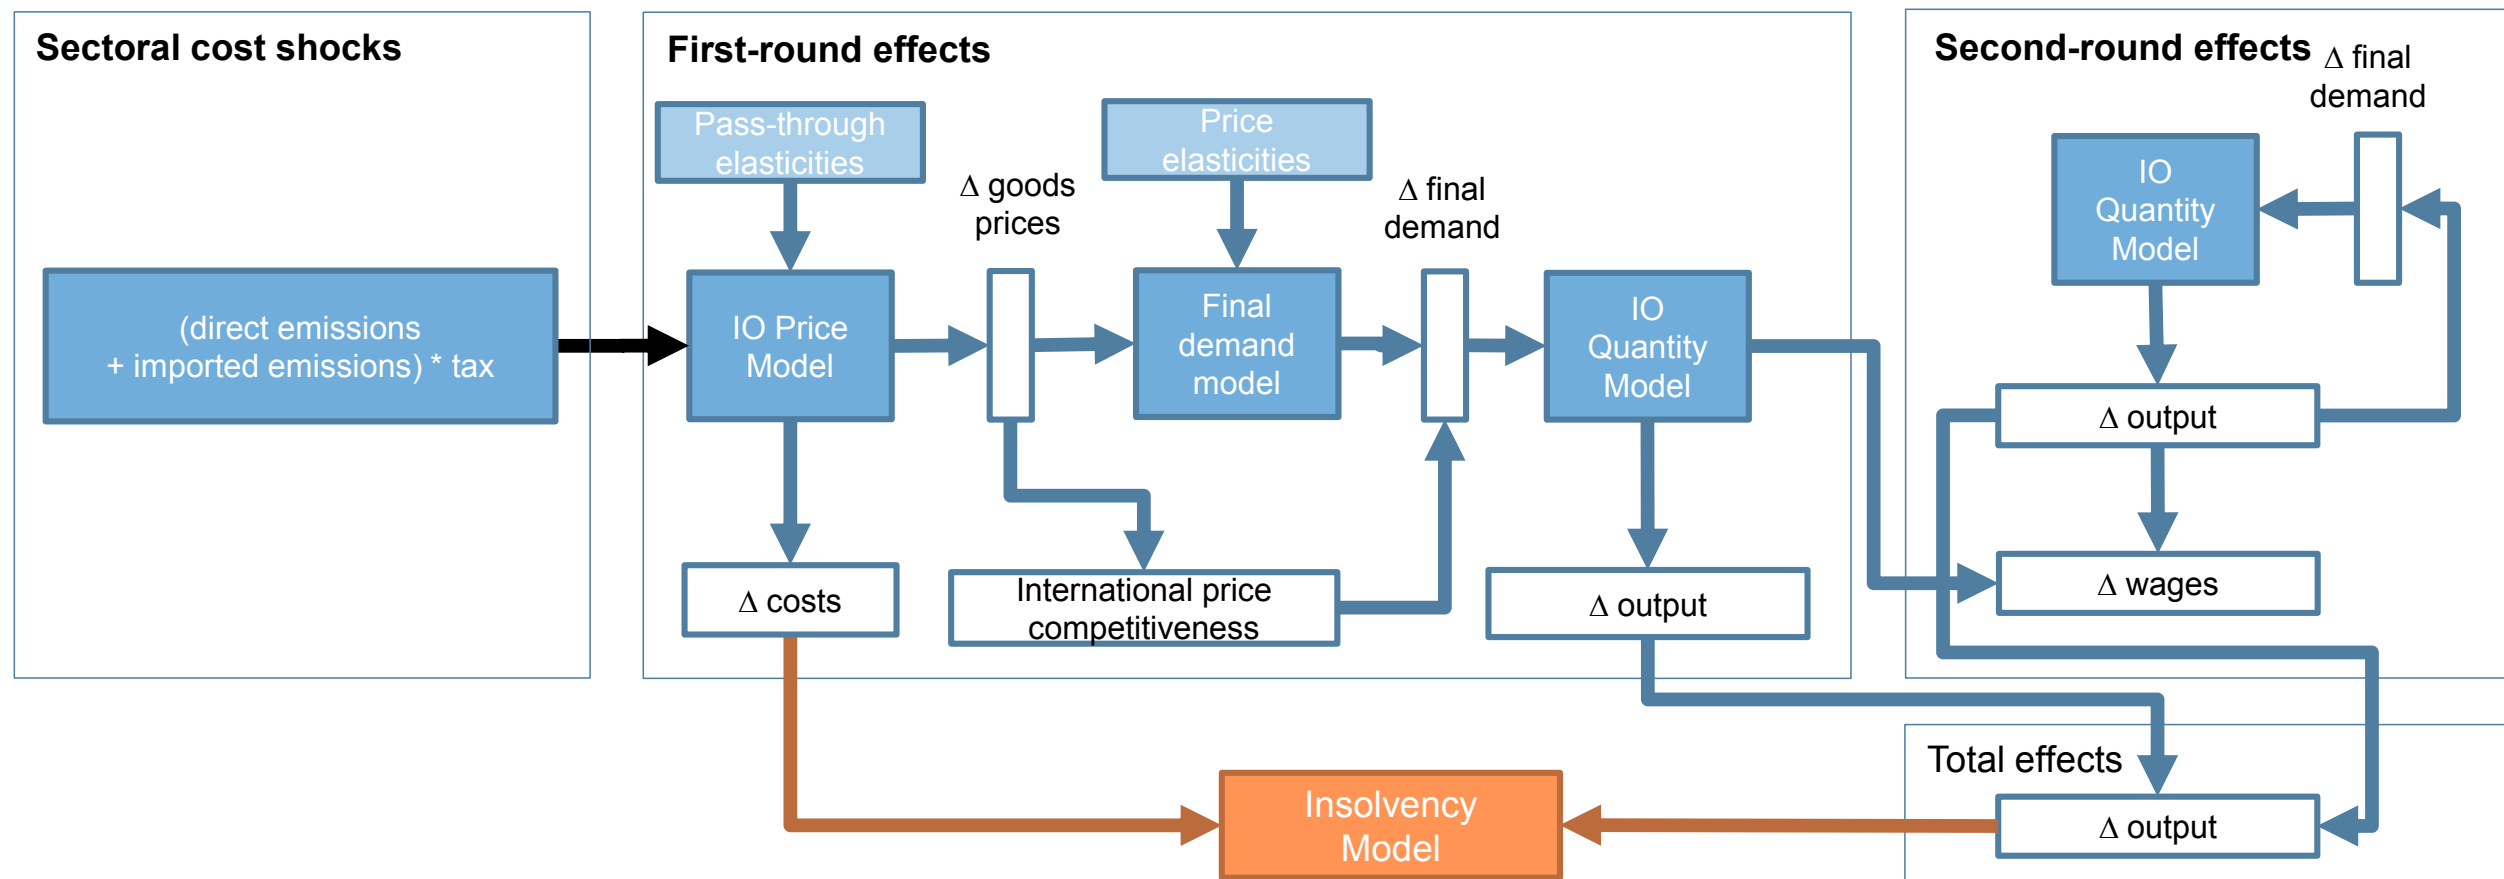 Sectoral cost shocks
(direct emissions
+ imported emissions) * tax
First-round effects
Pass-through
elasticities
Price
elasticities
Δ goods
prices
Δ final
demand
IO Price
Model
Final
demand
model
IO
Quantity
Model
Δ costs
International price
competitiveness
Δ output
Second-round effects
Δ final
demand
IO
Quantity
Model
Δ output
Δ wages
Total effects
Δ output
Insolvency
Model